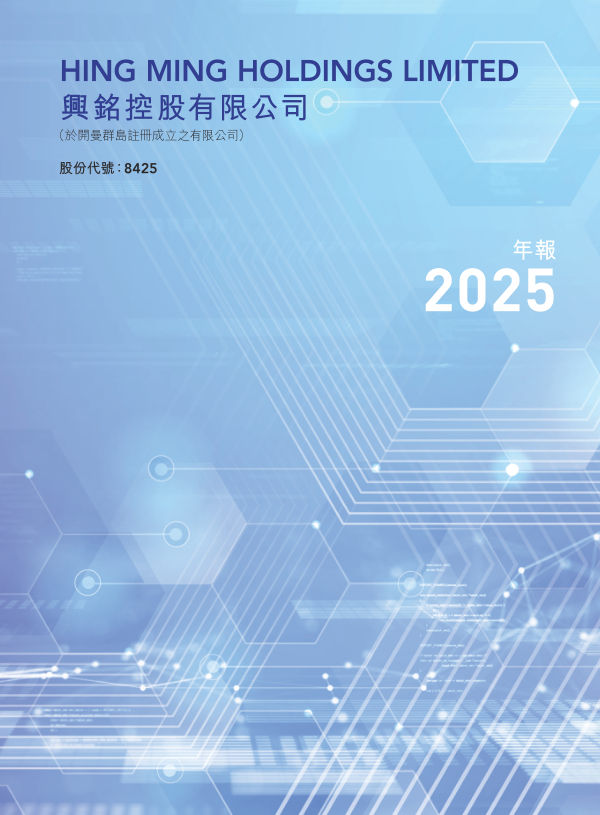 HING MING HOLDINGS LIMITED
興銘控股有限公司
（於開曼群島註冊成立之有限公司）
股份代號：8425
年報
2025